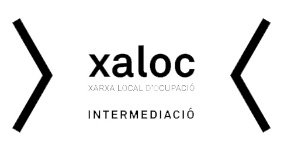 xaloc
XARXA LOCAL D'OCUPACIÓ
INTERMEDIACIÓ